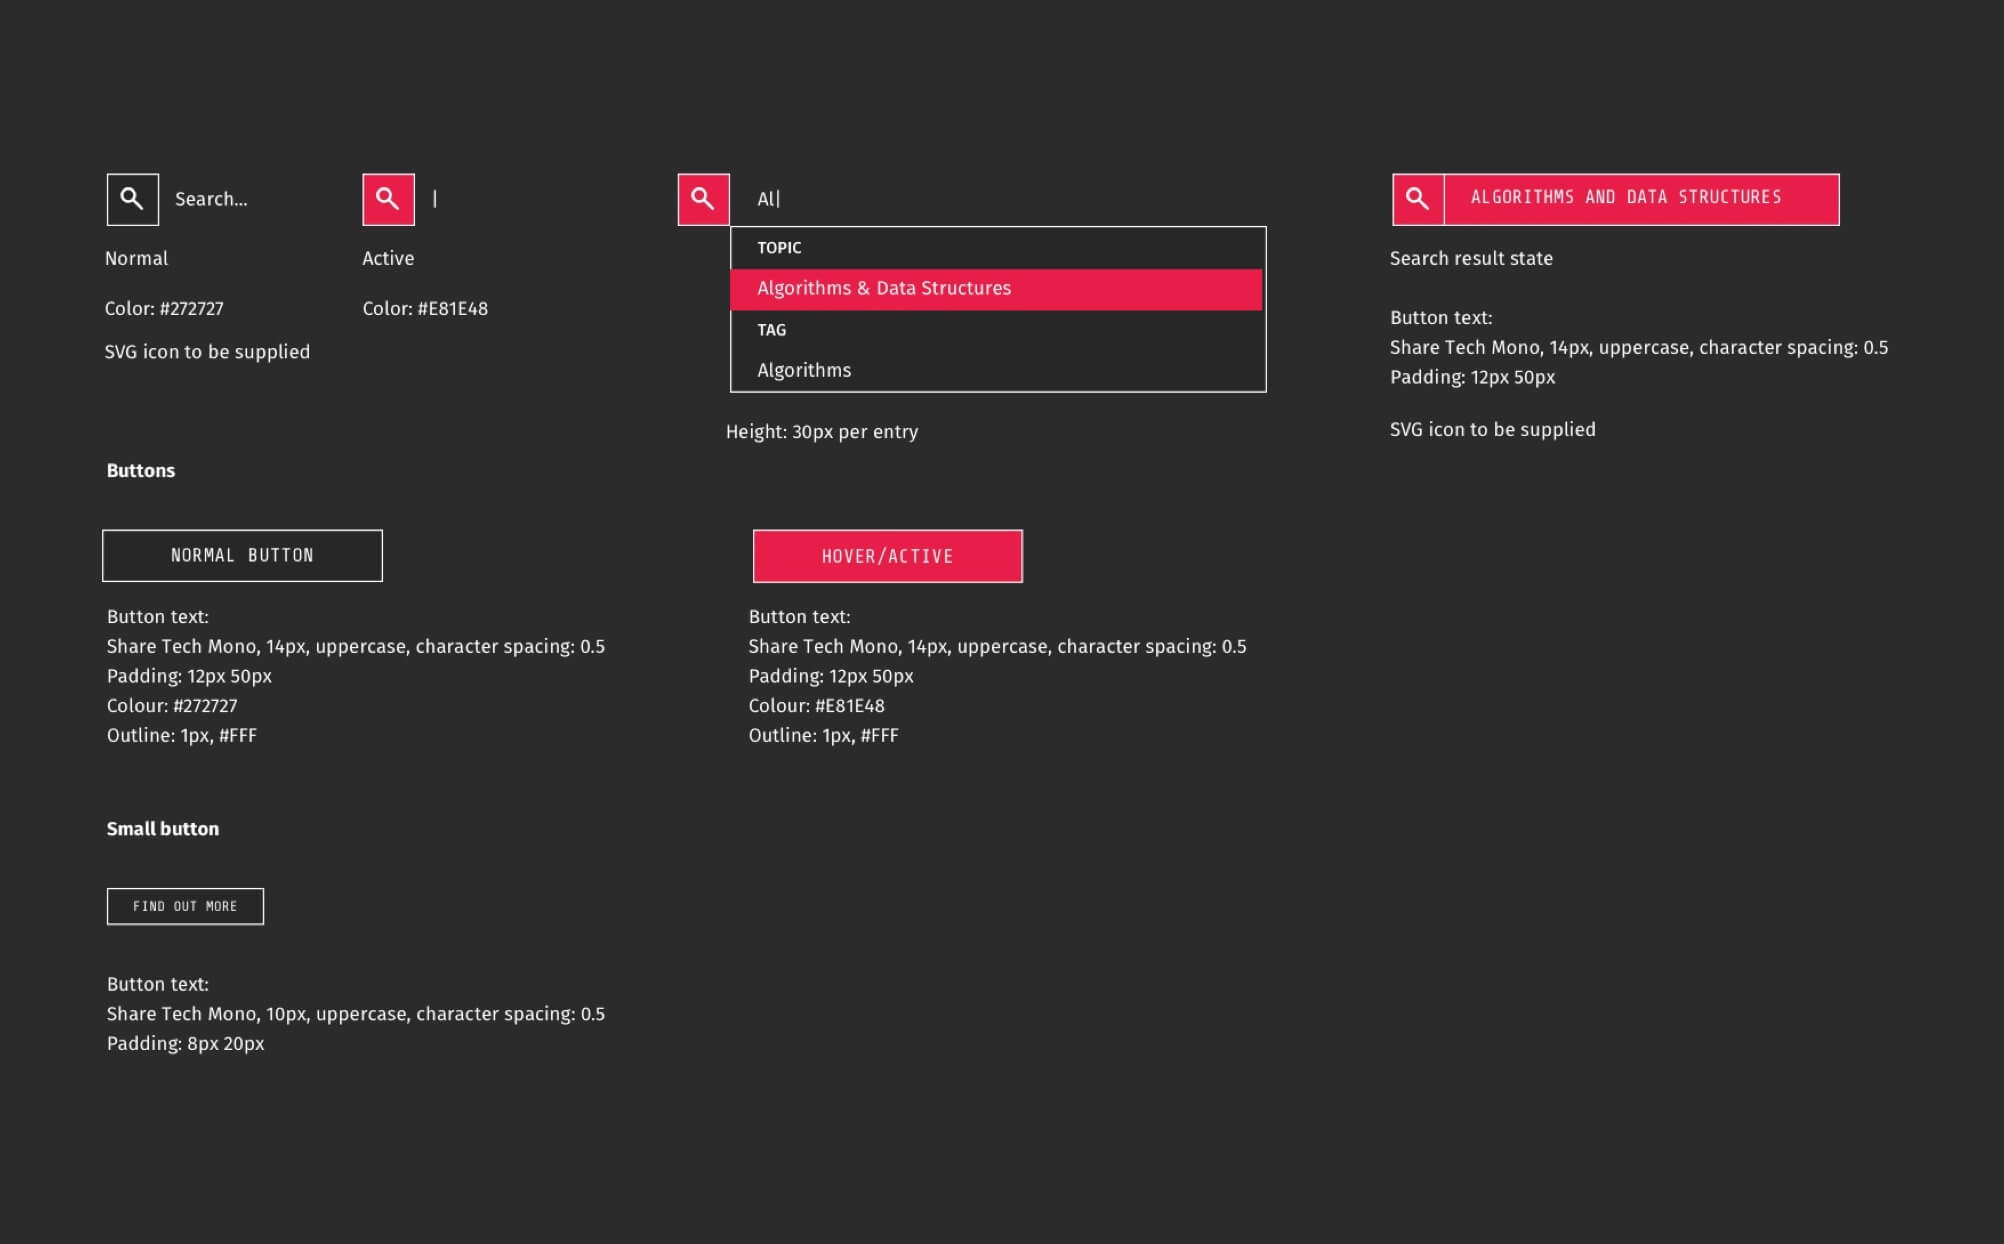 Search...
Normal
Color: #272727
SVG icon to be supplied
|
Active
Color: #E81E48
Al|
TOPIC
Algorithms & Data Structures
TAG
Algorithms
Height: 30px per entry
ALGORITHMS AND DATA STRUCTURES
Search result state
Button text:
Share Tech Mono, 14px, uppercase, character spacing: 0.5
Padding: 12px 50px
SVG icon to be supplied
Buttons
NORMAL BUTTON
Button text:
Share Tech Mono, 14px, uppercase, character spacing: 0.5
Padding: 12px 50px
Colour: #272727
Outline: 1px, #FFF
HOVER/ACTIVE
Button text:
Share Tech Mono, 14px, uppercase, character spacing: 0.5
Padding: 12px 50px
Colour: #E81E48
Outline: 1px, #FFF
Small button
FIND OUT MORE
Button text:
Share Tech Mono, 10px, uppercase, character spacing: 0.5
Padding: 8px 20px